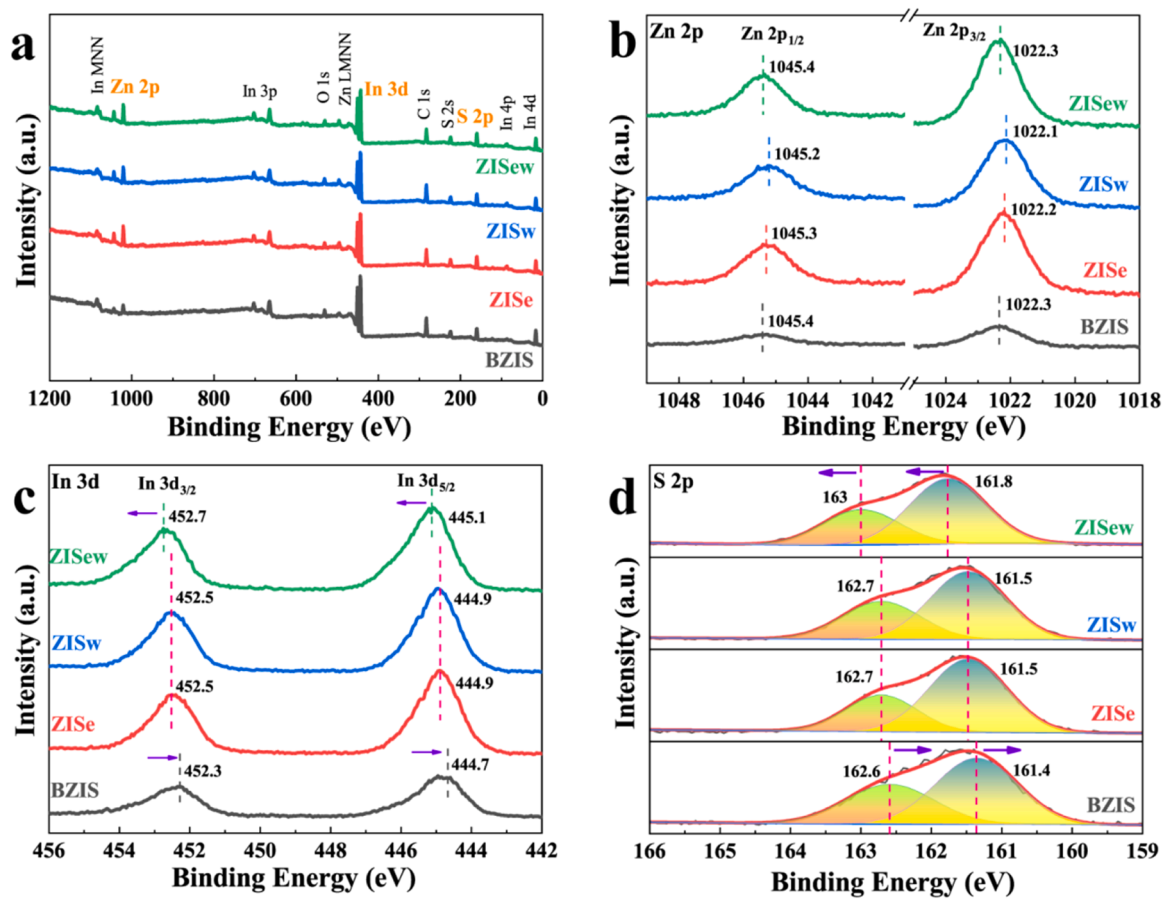 a
In MNN
Zn 2p
In 3p
O 1s
Zn LMNN
In 3d
C 1s
S 2s
S 2p
In 4p
In 4d
ZISew
ZISw
ZISe
BZIS
Intensity (a.u.)
1200 1000 800 600 400 200 0
Binding Energy (eV)
b
Zn 2p
Zn 2p1/2
Zn 2p3/2
1045.4 1022.3
ZISew
1045.2 1022.1
ZISw
1045.3 1022.2
ZISe
1045.4 1022.3
BZIS
Intensity (a.u.)
1048 1046 1044 1042 1024 1022 1020 1018
Binding Energy (eV)
c
In 3d
In 3d3/2
In 3d5/2
452.7 445.1
ZISew
452.5 444.9
ZISw
452.5 444.9
ZISe
452.3 444.7
BZIS
Intensity (a.u.)
456 454 452 450 448 446 444 442
Binding Energy (eV)
d
S 2p
163 161.8
ZISew
162.7 161.5
ZISw
162.7 161.5
ZISe
162.6 161.4
BZIS
Intensity (a.u.)
166 165 164 163 162 161 160 159
Binding Energy (eV)